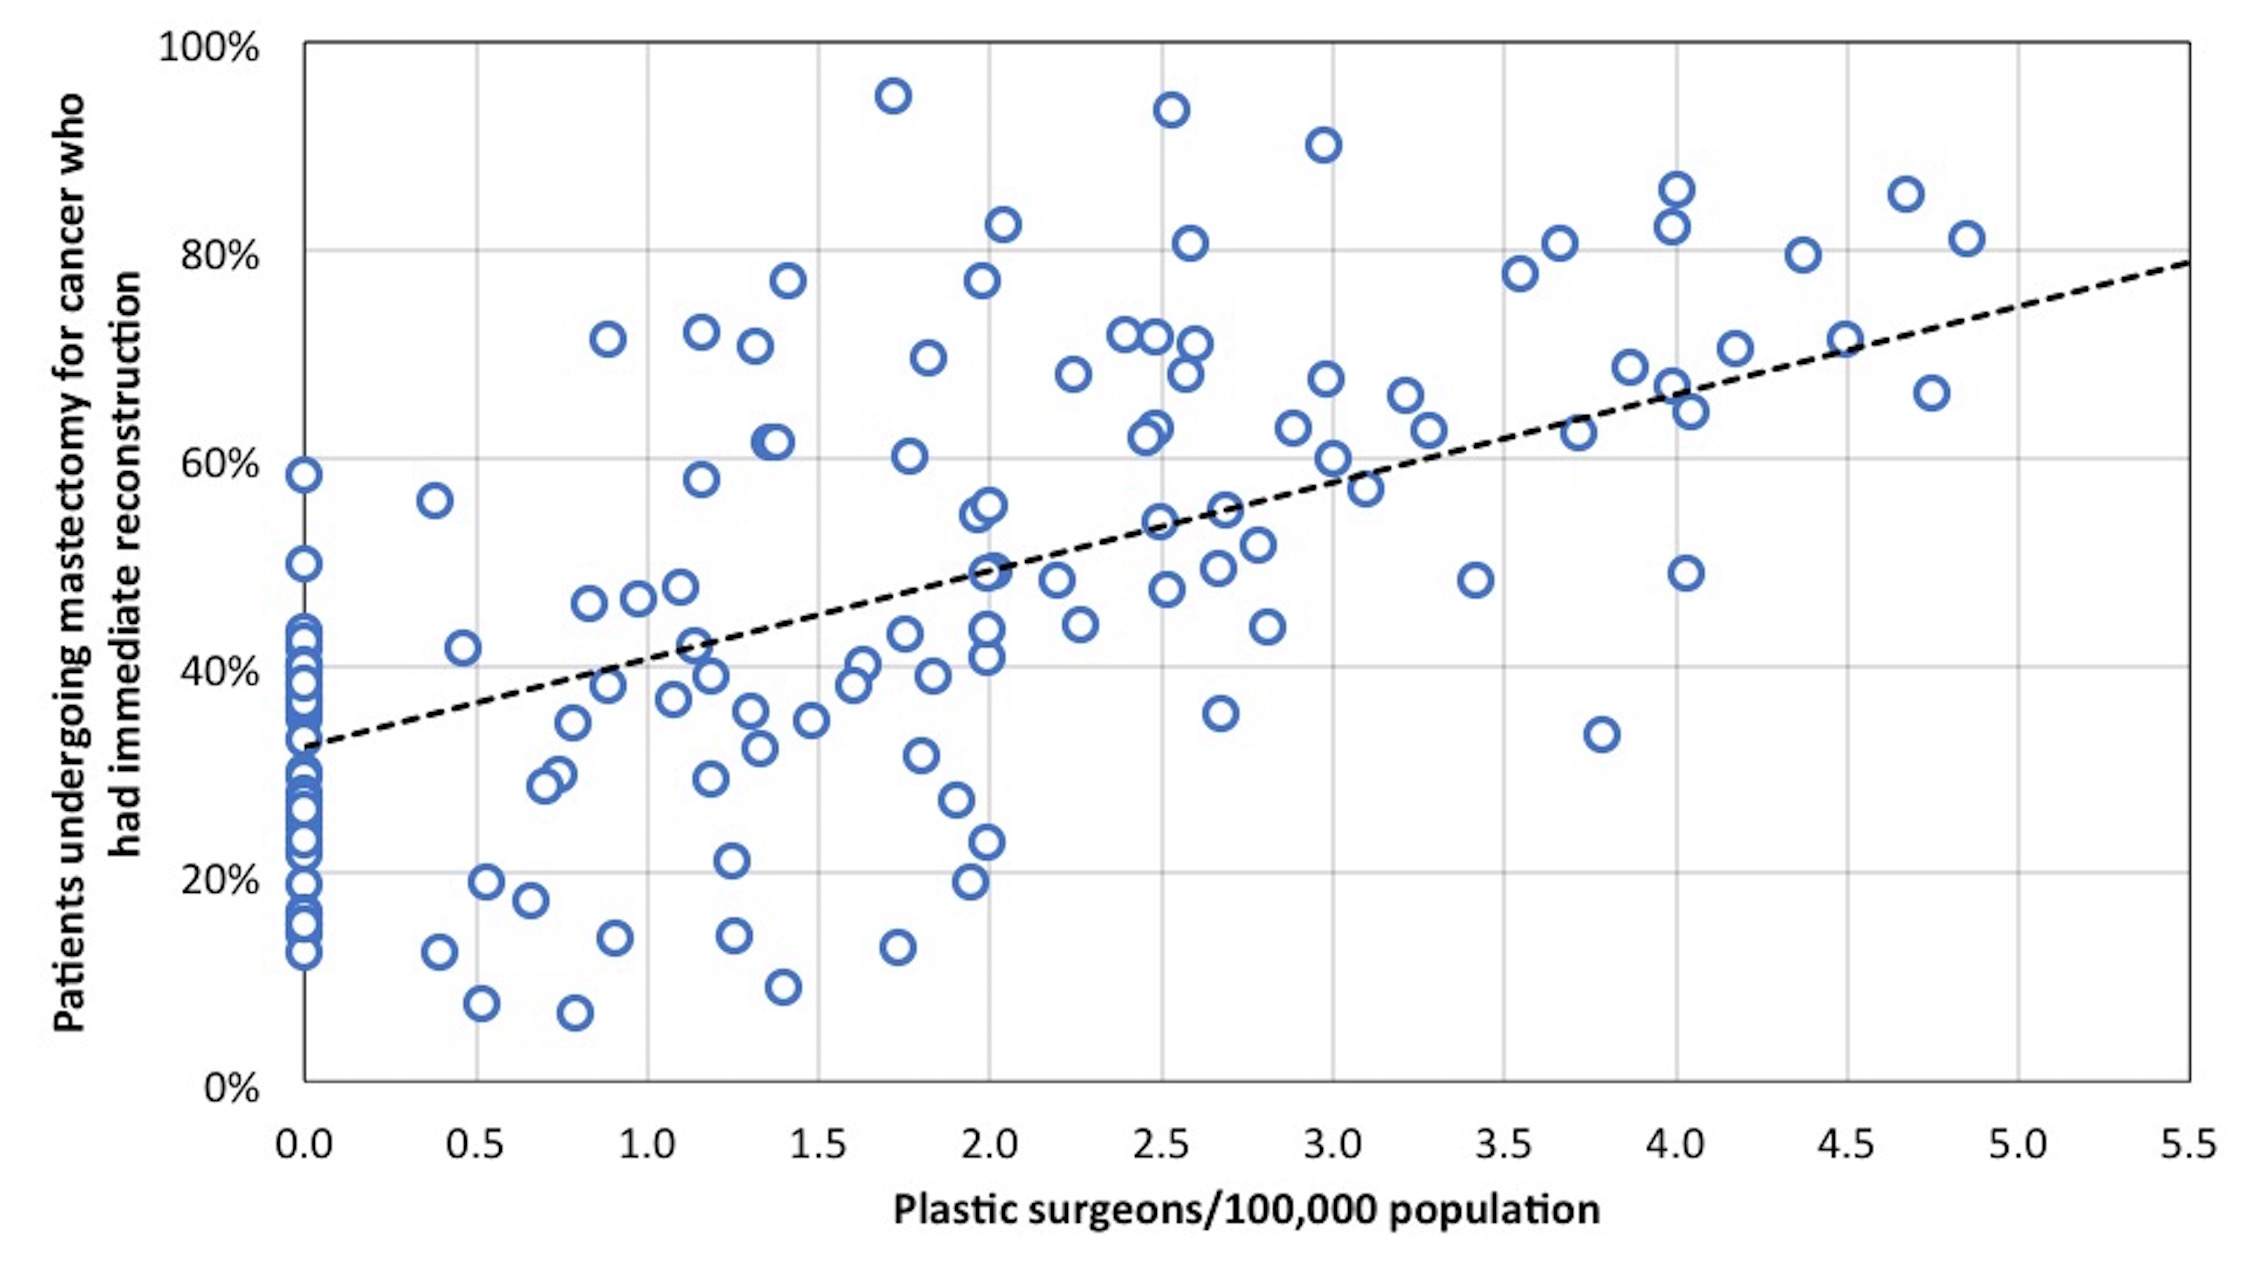 Patients undergoing mastectomy for cancer who
had immediate reconstruction
100%
80%
60%
40%
20%
0%
0.0 0.5 1.0 1.5 2.0 2.5 3.0 3.5 4.0 4.5 5.0 5.5
Plastic surgeons/100,000 population